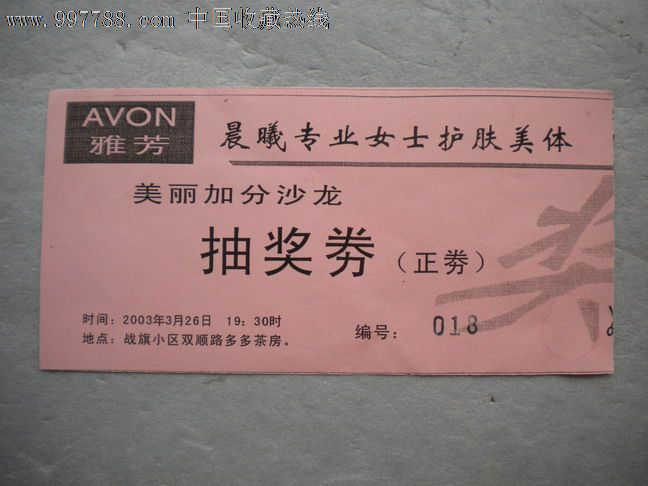 www.997788.com 中国收藏热线
AVON
雅芳
晨曦专业女士护肤美体
美丽加分沙龙
抽奖劵（正劵）
时间：2003年3月26日 19：30时
编号： 018
地点：战旗小区双顺路多多茶房。